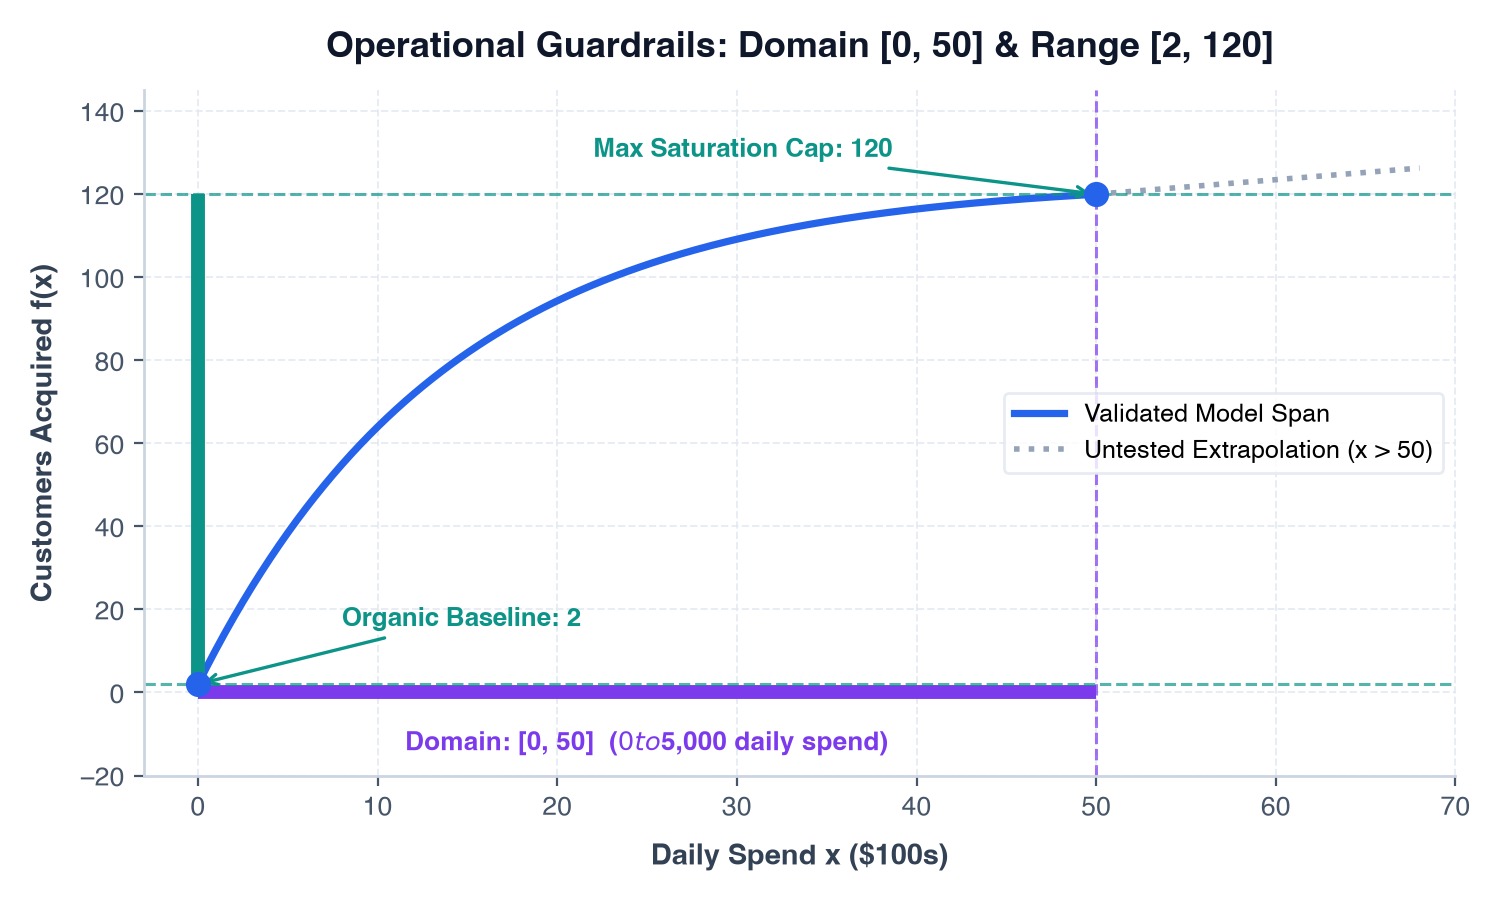 Operational Guardrails: Domain [0, 50] & Range [2, 120]
140
120
100
80
60
40
20
0
−20
Customers Acquired f(x)
Max Saturation Cap: 120
Validated Model Span
Untested Extrapolation (x > 50)
Organic Baseline: 2
Domain: [0, 50]  (0to5,000 daily spend)
0 10 20 30 40 50 60 70
Daily Spend x ($100s)